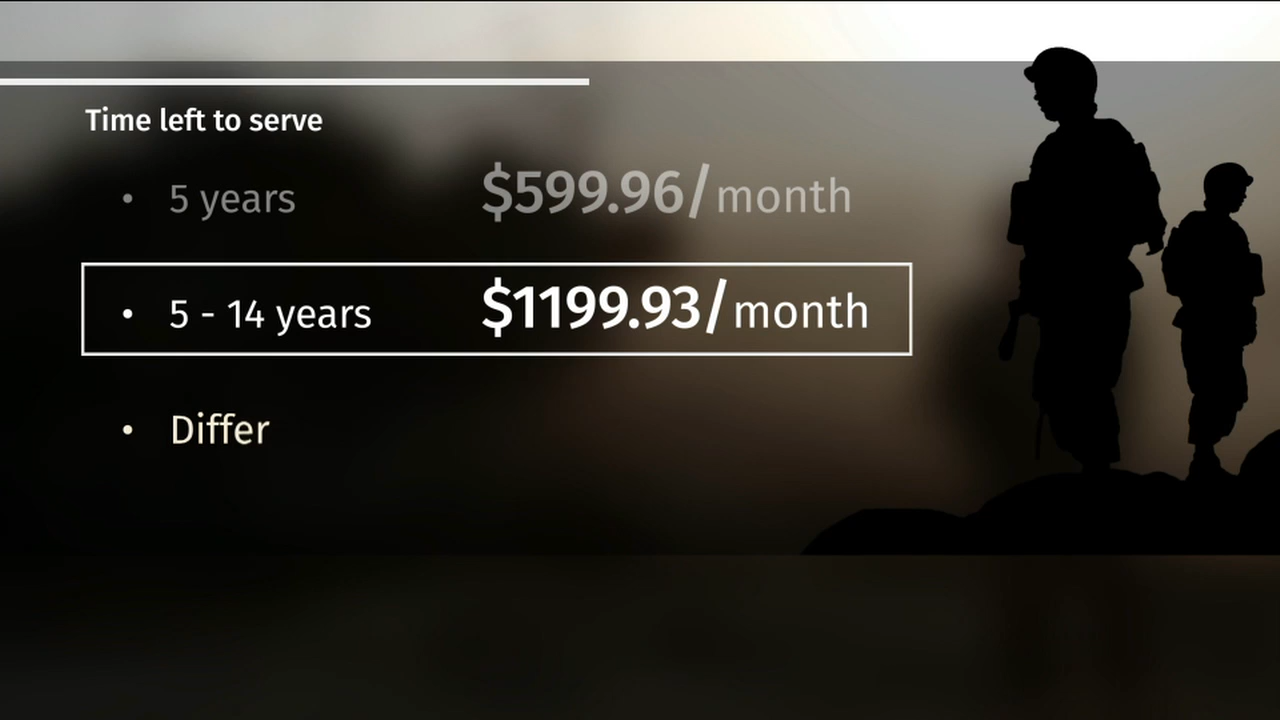 Time left to serve
• 5 years $599.96/month
• 5 - 14 years $1199.93/month
• Differ